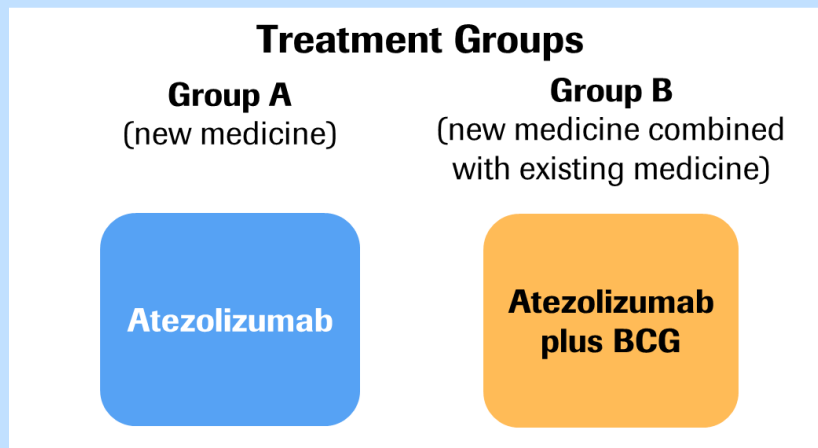 Treatment Groups
Group A
(new medicine)
Group B
(new medicine combined
with existing medicine)
Atezolizumab
Atezolizumab
plus BCG